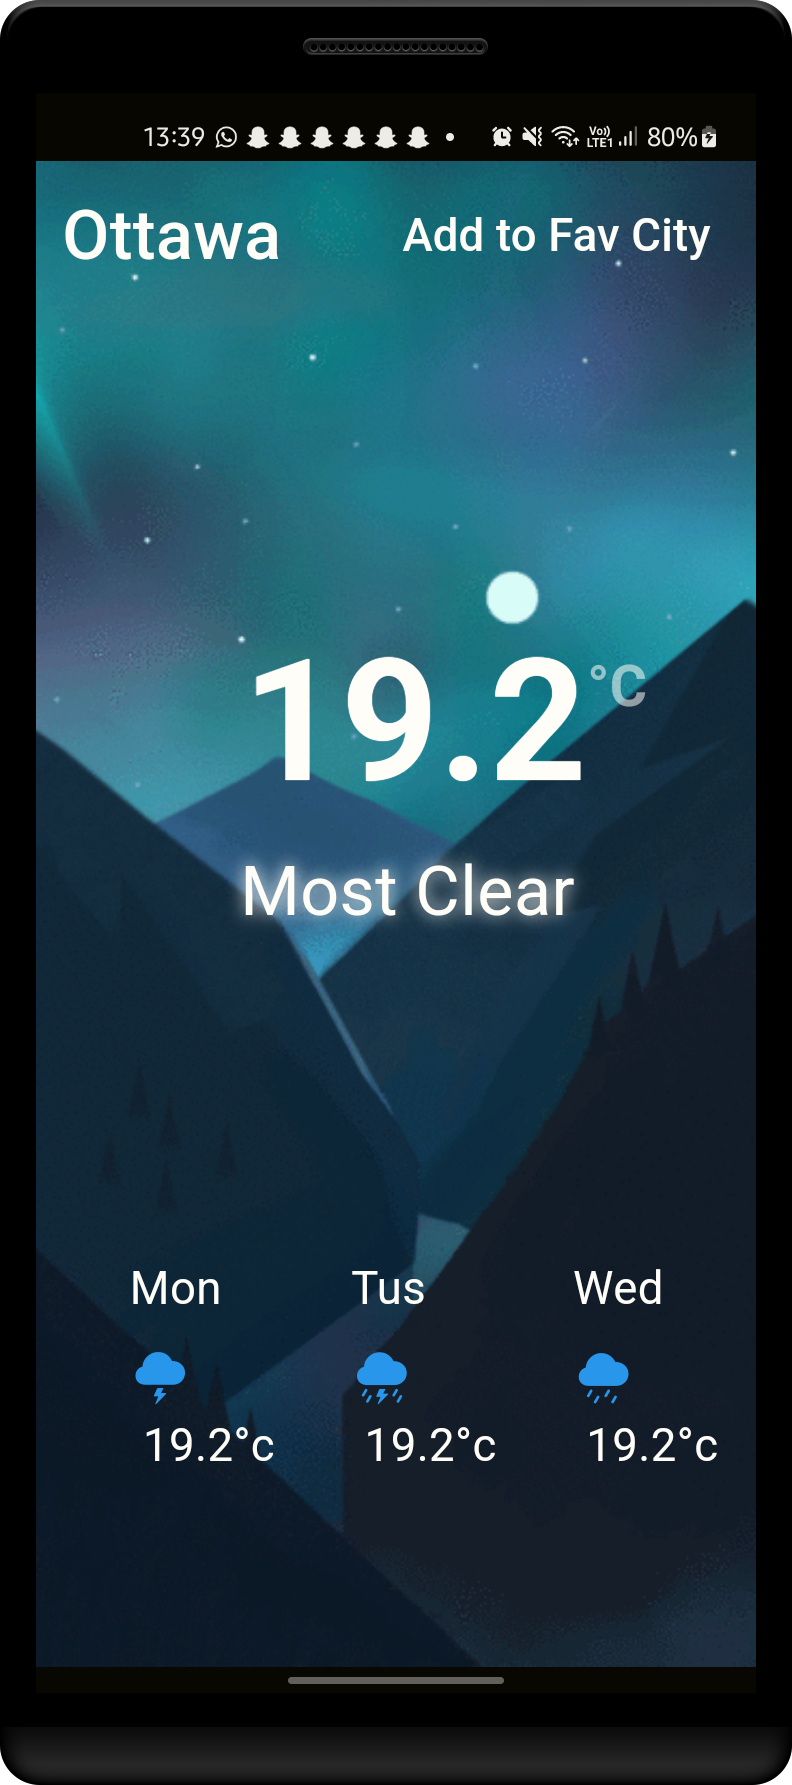 13:39 Vo) LTE1 80%
Ottawa Add to Fav City
19.2 °C
Most Clear
Mon Tus Wed
19.2°c 19.2°c 19.2°c